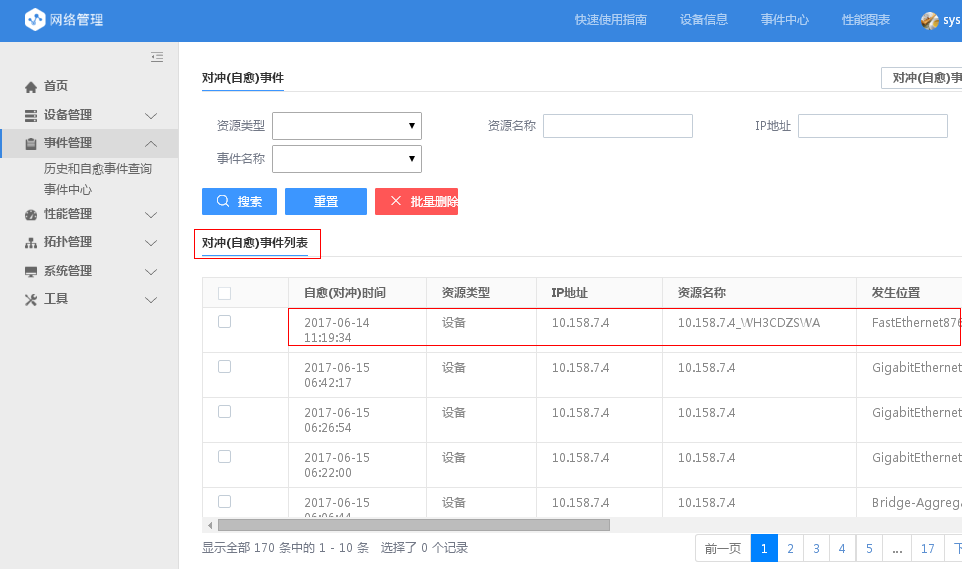 网络管理
快速使用指南 设备信息 事件中心 性能图表 sys
首页
设备管理
事件管理
历史和自愈事件查询
事件中心
性能管理
拓扑管理
系统管理
工具
对冲(自愈)事件
对冲(自愈)事
资源类型 资源名称 IP地址
事件名称
搜索 重置 批量删除
对冲(自愈)事件列表
自愈(对冲)时间 资源类型 IP地址 资源名称 发生位置
2017-06-14 11:19:34 设备 10.158.7.4 10.158.7.4_WH3CDZSWA FastEthernet876
2017-06-15 06:42:17 设备 10.158.7.4 10.158.7.4 GigabitEthernet
2017-06-15 06:26:54 设备 10.158.7.4 10.158.7.4 GigabitEthernet
2017-06-15 06:22:00 设备 10.158.7.4 10.158.7.4 GigabitEthernet
2017-06-15 06:06:44 设备 10.158.7.4 10.158.7.4 Bridge-Aggreg
显示全部 170 条中的 1 - 10 条 选择了 0 个记录
前一页 1 2 3 4 5 ... 17